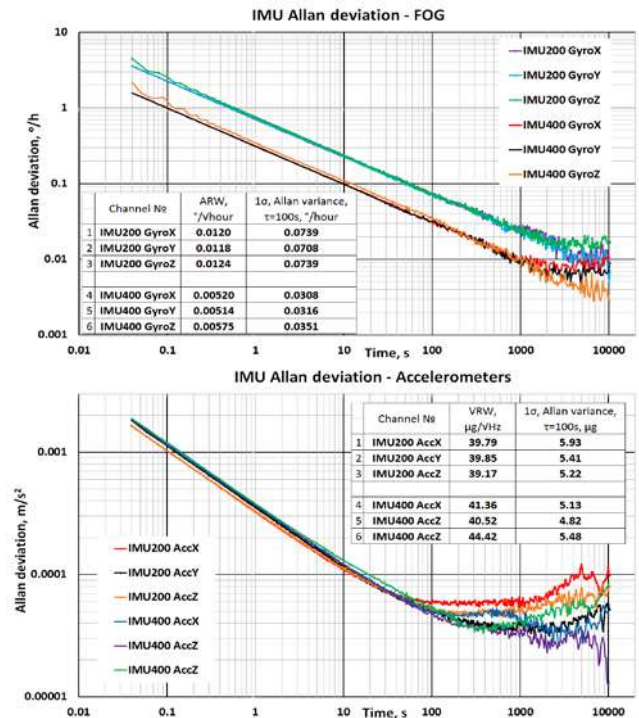 IMU Allan deviation - FOG
Allan deviation, °/h
10
1
0.1
0.01
0.001
IMU200 GyroX
IMU200 GyroY
IMU200 GyroZ
IMU400 GyroX
IMU400 GyroY
IMU400 GyroZ
Channel № ARW, °/√hour 1σ, Allan variance, τ=100s, °/hour
1 IMU200 GyroX 0.0120 0.0739
2 IMU200 GyroY 0.0118 0.0708
3 IMU200 GyroZ 0.0124 0.0739
4 IMU400 GyroX 0.00520 0.0308
5 IMU400 GyroY 0.00514 0.0316
6 IMU400 GyroZ 0.00575 0.0351
0.01 0.1 1 10 100 1000 10000
Time, s
IMU Allan deviation - Accelerometers
Allan deviation, m/s²
0.001
0.0001
0.00001
Channel № VRW, µg/√Hz 1σ, Allan variance, τ=100s, µg
1 IMU200 AccX 39.79 5.93
2 IMU200 AccY 39.85 5.41
3 IMU200 AccZ 39.17 5.22
4 IMU400 AccX 41.36 5.13
5 IMU400 AccZ 40.52 4.82
6 IMU400 AccZ 44.42 5.48
IMU200 AccX
IMU200 AccY
IMU200 AccZ
IMU400 AccX
IMU400 AccZ
IMU400 AccZ
0.01 0.1 1 10 100 1000 10000
Time, s